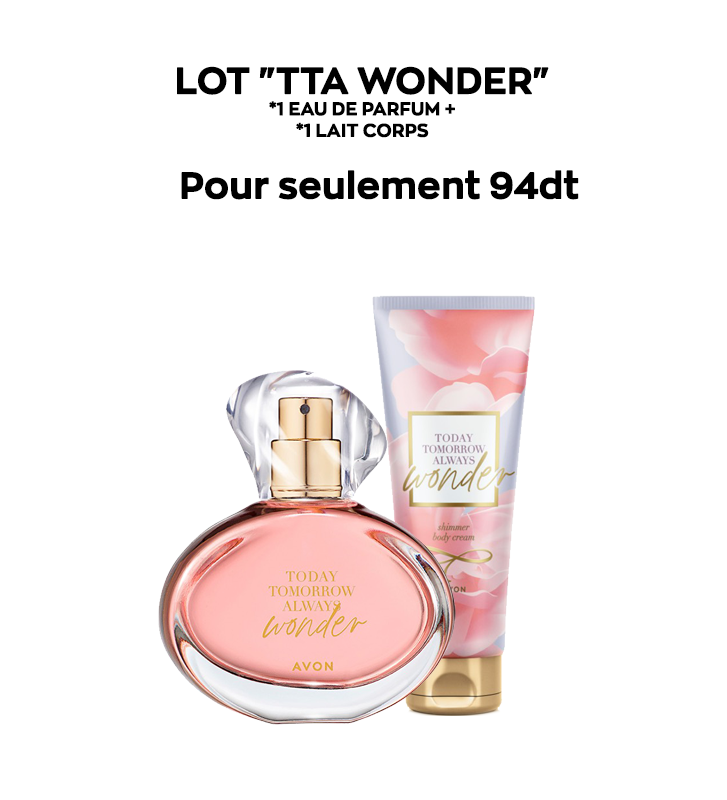 LOT "TTA WONDER"
*1 EAU DE PARFUM +
*1 LAIT CORPS
Pour seulement 94dt
TODAY
TOMORROW
ALWAYS
wonder
shimmer
body cream
TODAY
TOMORROW
ALWAYS
wonder
AVON